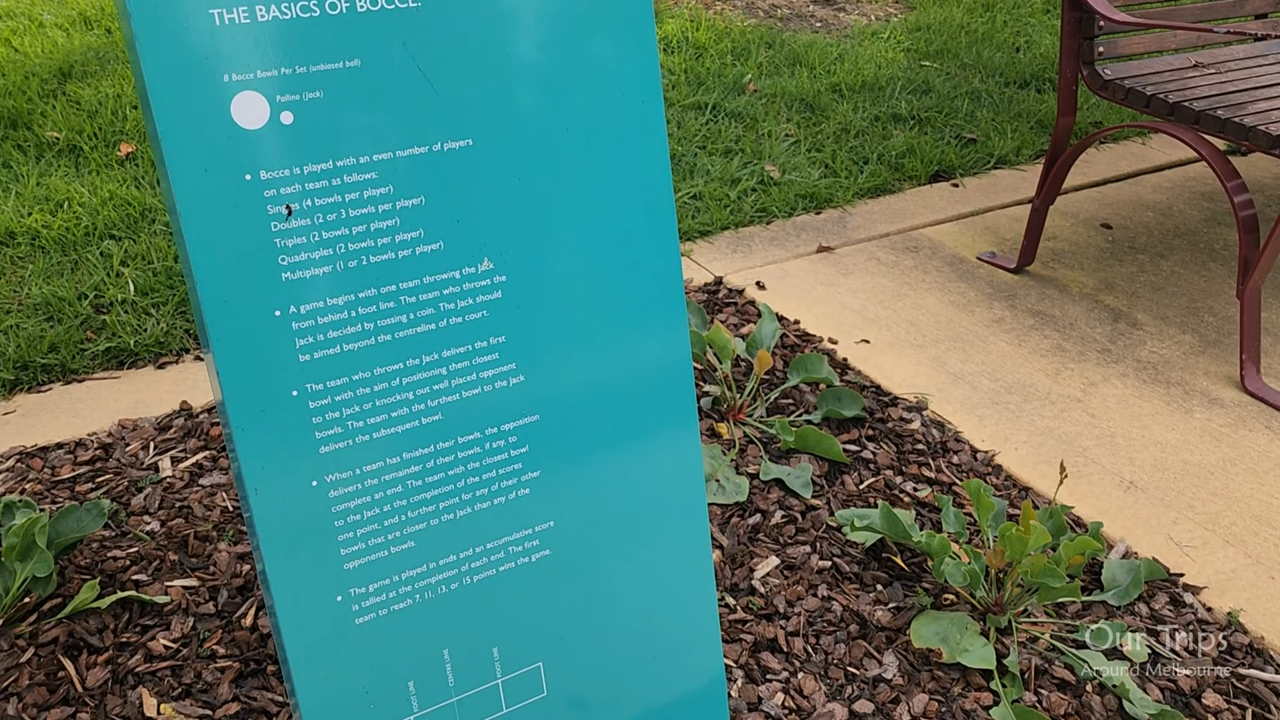 THE BASICS OF BOCCE.
8 Bocce Bowls Per Set (unbiased ball)
Pallino (Jack)
• Bocce is played with an even number of players
on each team as follows:
Singles (4 bowls per player)
Doubles (2 or 3 bowls per player)
Triples (2 bowls per player)
Quadruples (2 bowls per player)
Multiplayer (1 or 2 bowls per player)
• A game begins with one team throwing the Jack
from behind a foot line. The team who throws the
Jack is decided by tossing a coin. The Jack should
be aimed beyond the centreline of the court.
• The team who throws the Jack delivers the first
bowl with the aim of positioning them closest
to the Jack or knocking out well placed opponent
bowls. The team with the furthest bowl to the Jack
delivers the subsequent bowl.
• When a team has finished their bowls, the opposition
delivers the remainder of their bowls, if any, to
complete an end. The team with the closest bowl
to the Jack at the completion of the end scores
one point, and a further point for any of their other
bowls that are closer to the Jack than any of the
opponents bowls.
• The game is played in ends and an accumulative score
is tallied at the completion of each end. The first
team to reach 7, 11, 13, or 15 points wins the game.
FOOT LINE
CENTRE LINE
FOOT LINE
Our Trips
Around Melbourne